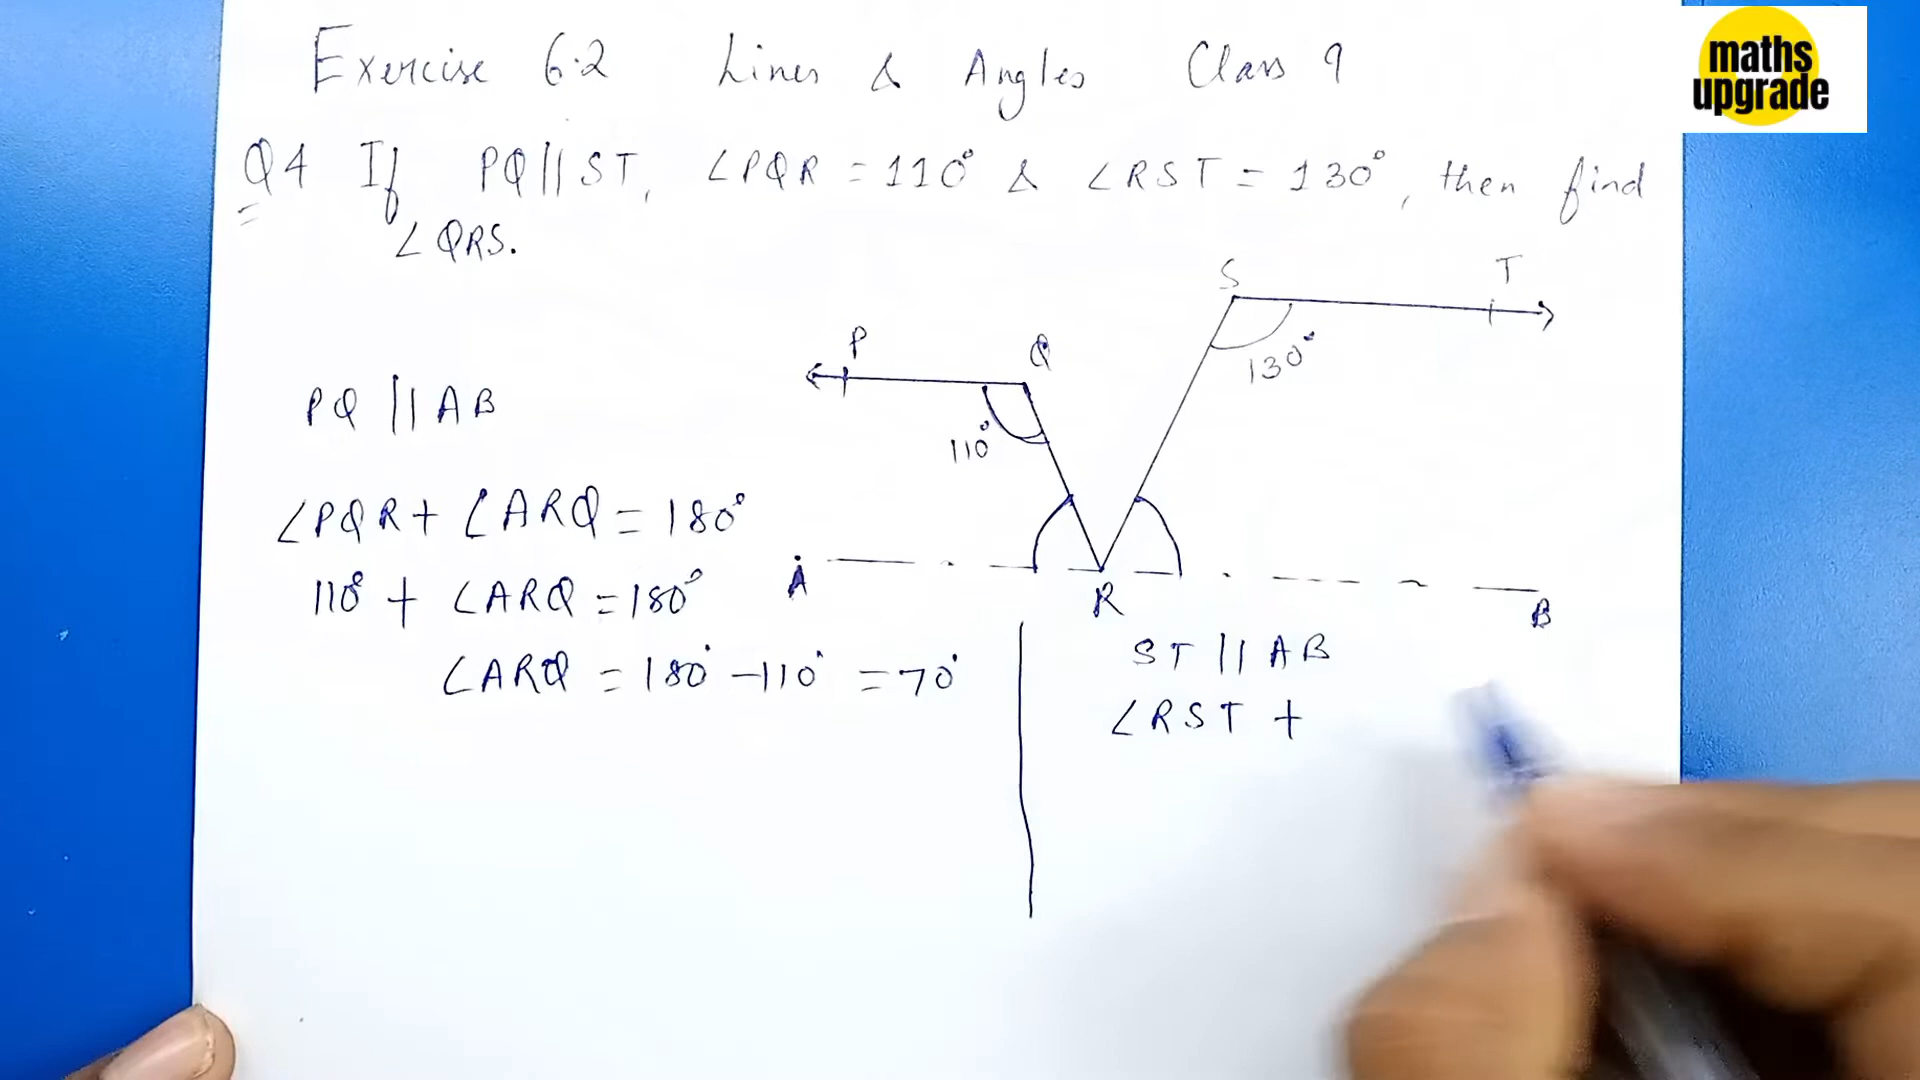 Exercise 6.2 Lines & Angles Class 9
maths
upgrade
Q4 If PQ || ST, ∠PQR = 110° & ∠RST = 130°, then find
∠QRS.
S T
P Q
130°
110°
PQ || AB
∠PQR + ∠ARQ = 180°
110° + ∠ARQ = 180°
∠ARQ = 180° - 110° = 70°
A R B
ST || AB
∠RST +